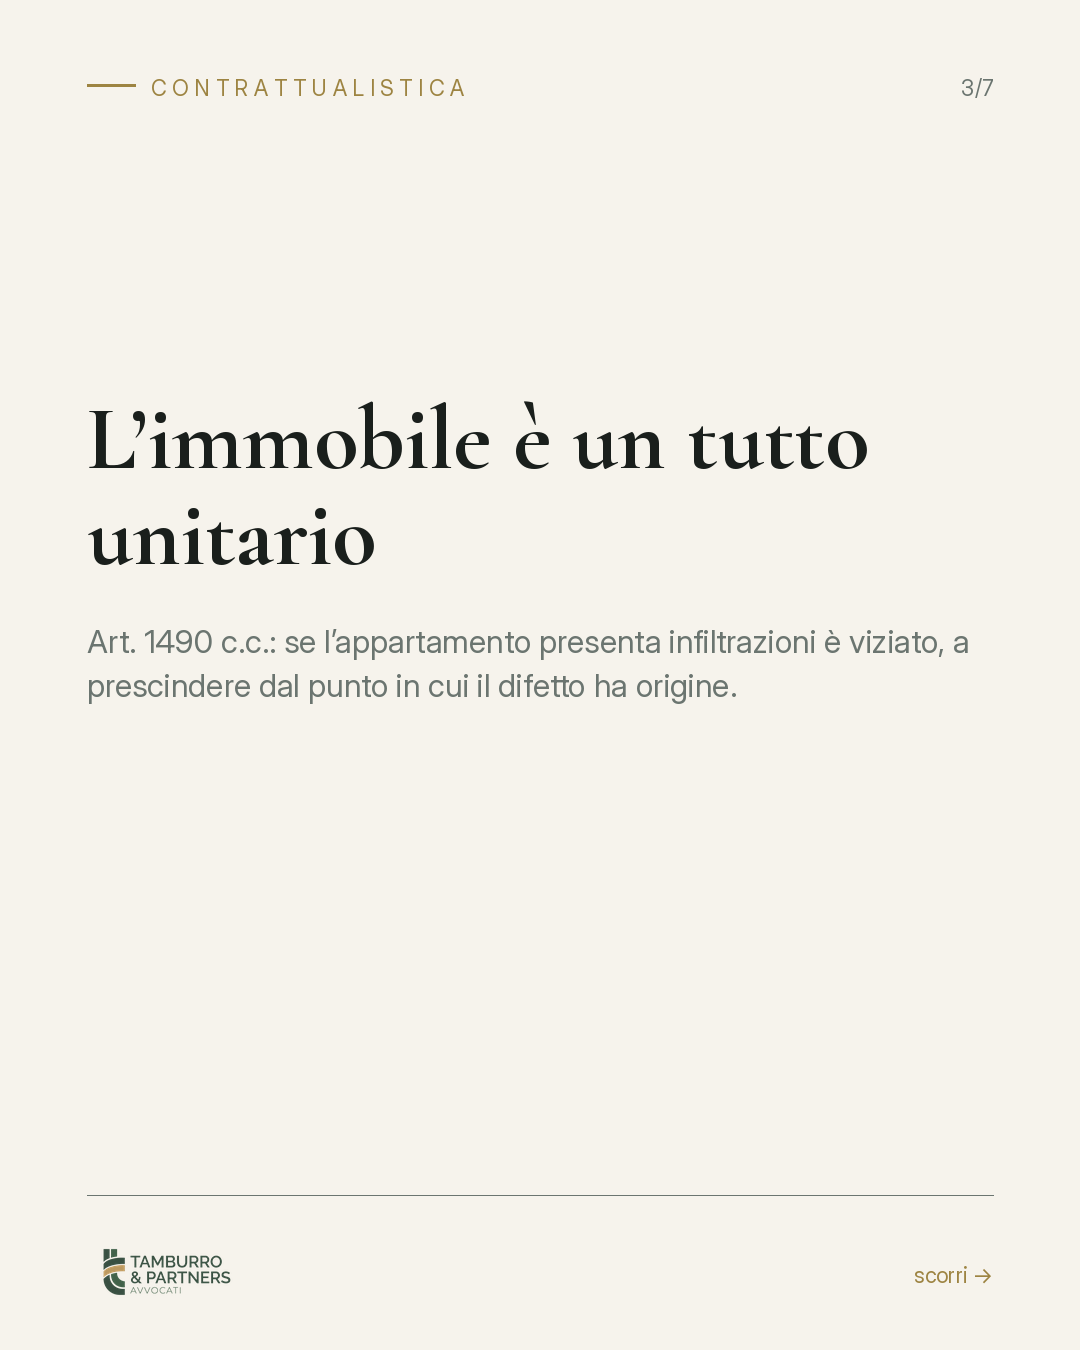 CONTRATTUALISTICA
3/7
L’immobile è un tutto
unitario
Art. 1490 c.c.: se l’appartamento presenta infiltrazioni è viziato, a
prescindere dal punto in cui il difetto ha origine.
TAMBURRO
& PARTNERS
AVVOCATI
scorri →